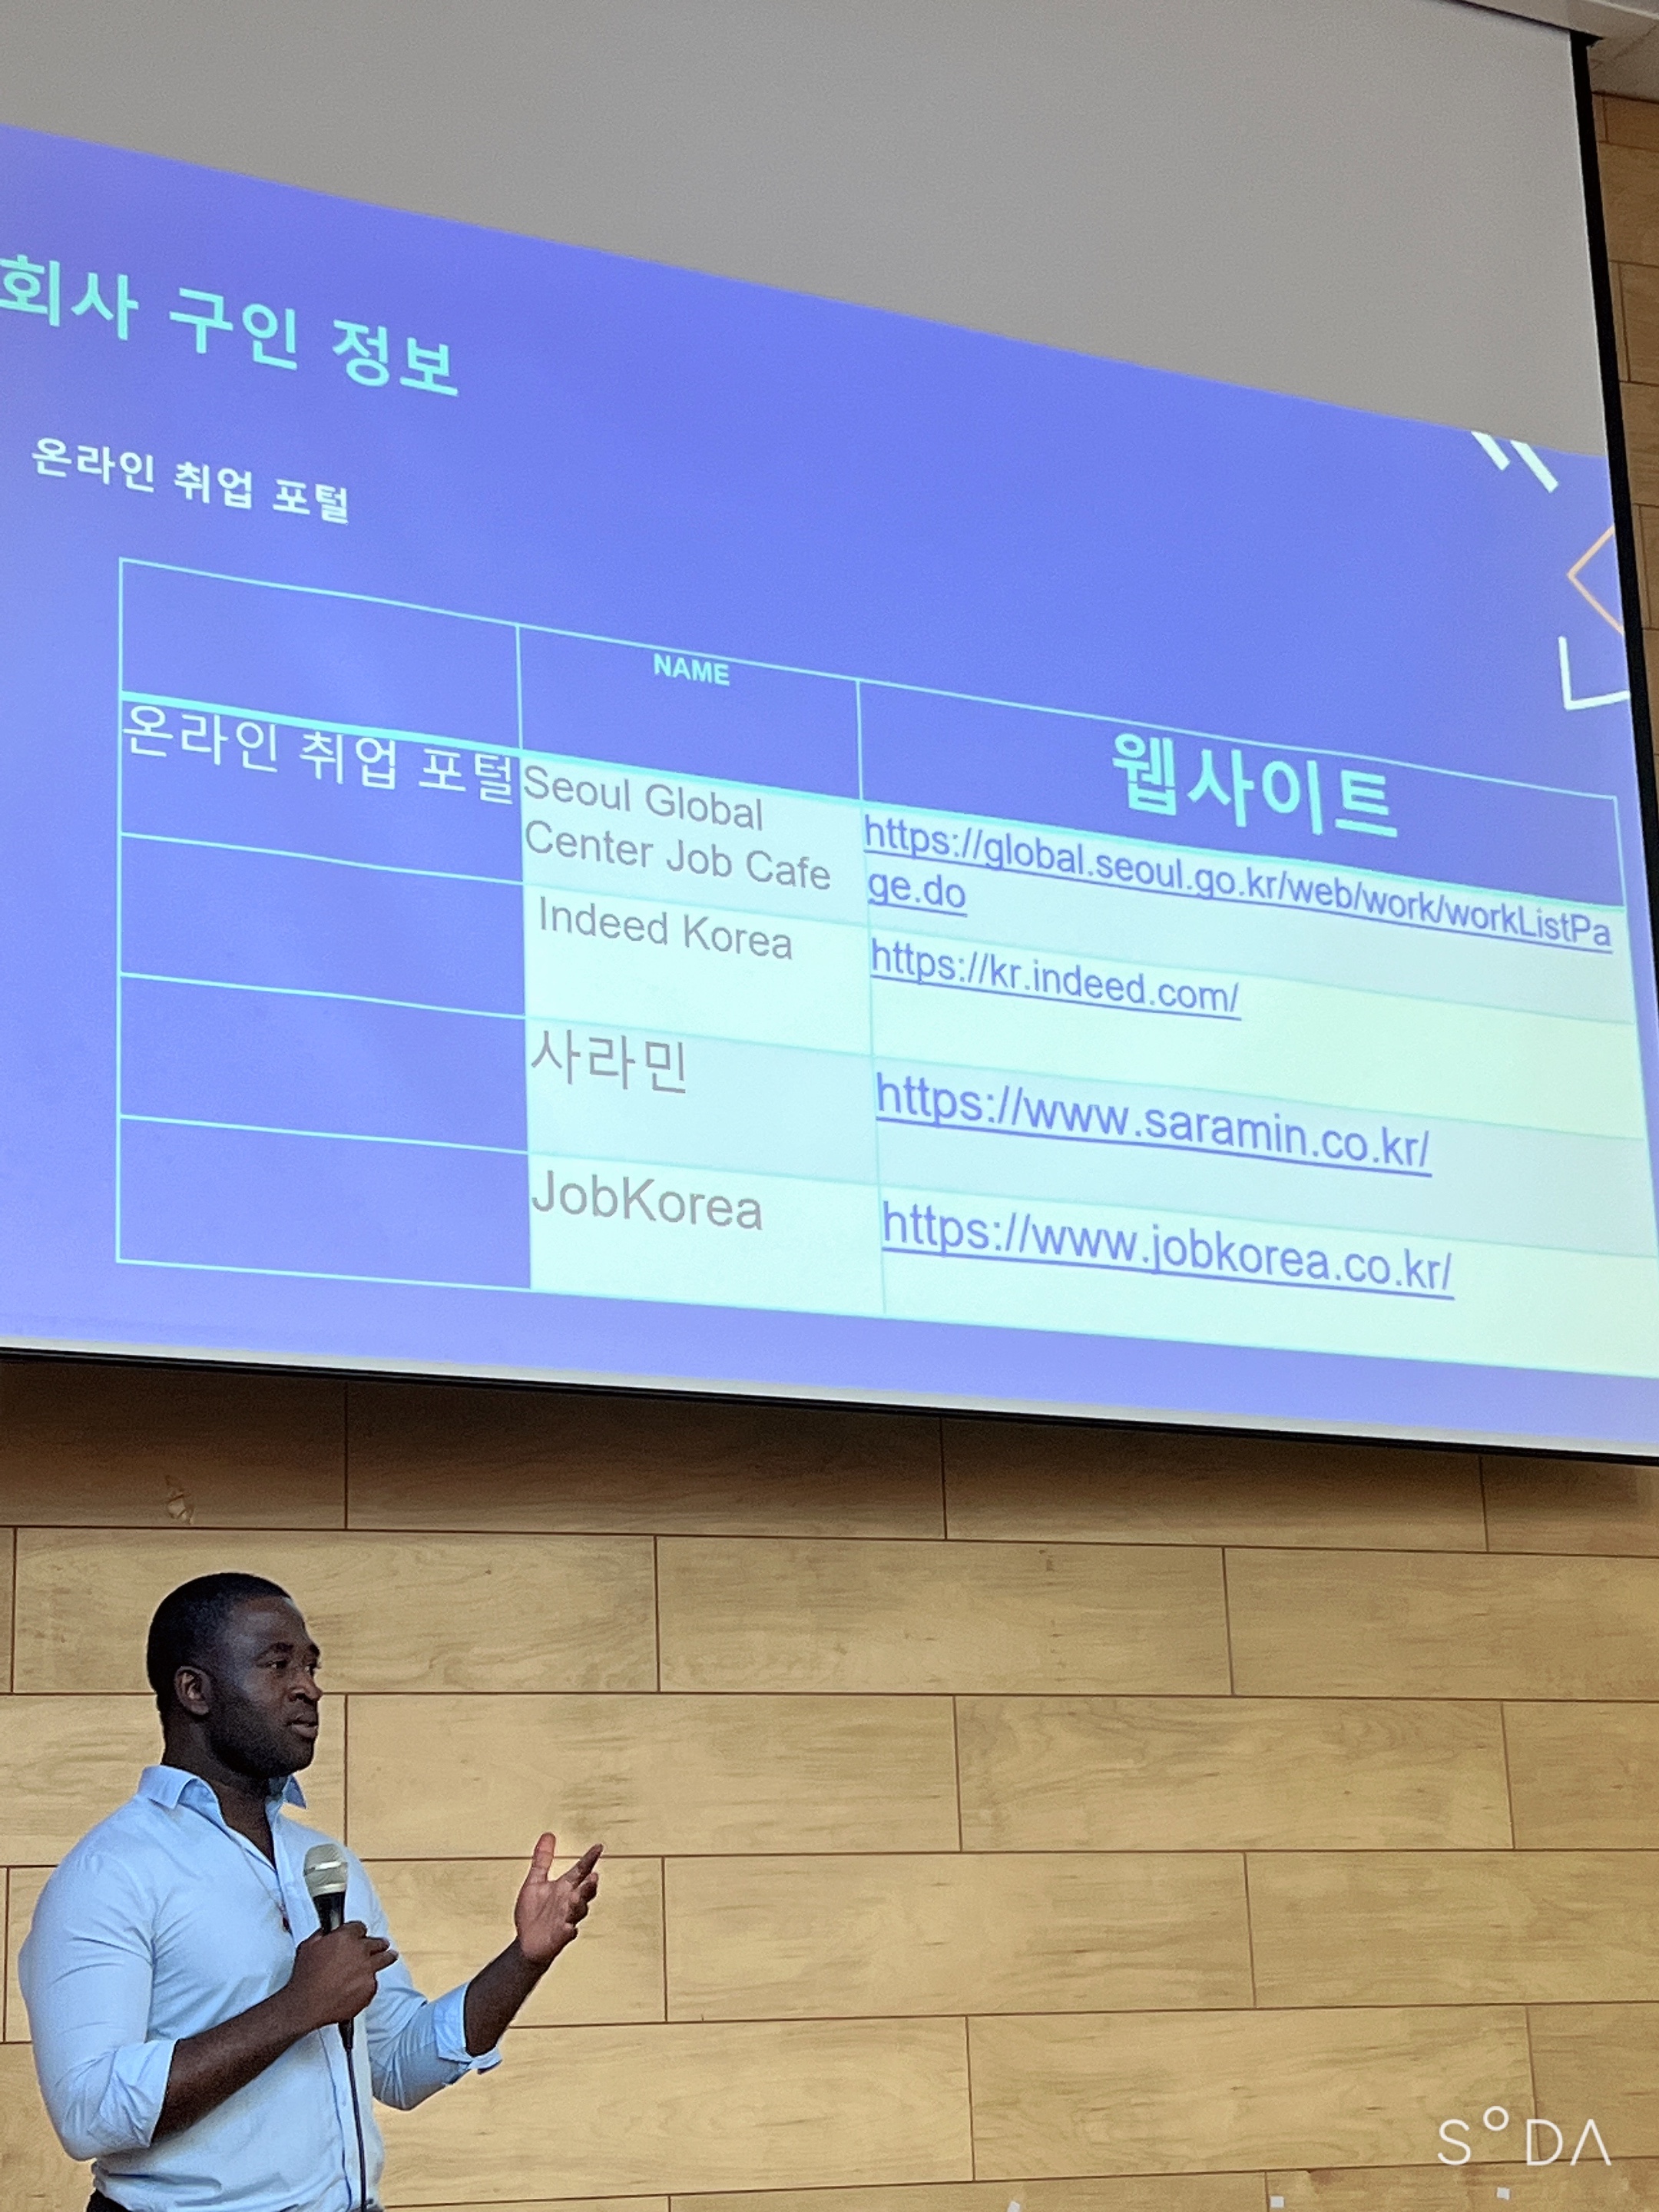 회사 구인 정보
온라인 취업 포털
NAME
웹사이트
온라인 취업 포털
Seoul Global
Center Job Cafe
https://global.seoul.go.kr/web/work/workListPa
ge.do
Indeed Korea
https://kr.indeed.com/
사라민
https://www.saramin.co.kr/
JobKorea
https://www.jobkorea.co.kr/
SODA